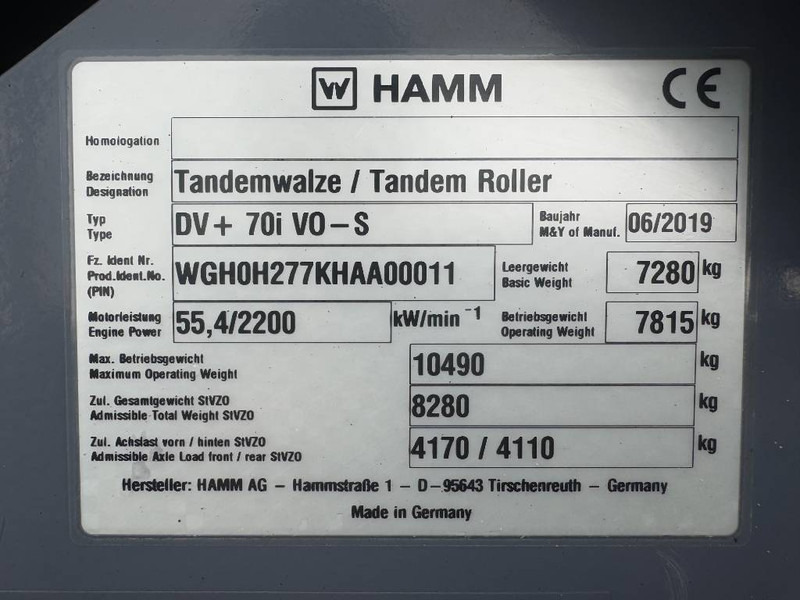 W HAMM CE
Homologation
Bezeichnung
Designation
Tandemwalze / Tandem Roller
Typ
Type
DV+ 70i VO-S
Baujahr
M&Y of Manuf.
06/2019
Fz. Ident Nr.
Prod.Ident.No.
(PIN)
WGH0H277KHAA00011
Leergewicht
Basic Weight
7280 kg
Motorleistung
Engine Power
55,4/2200 kW/min -1
Betriebsgewicht
Operating Weight
7815 kg
Max. Betriebsgewicht
Maximum Operating Weight
10490 kg
Zul. Gesamtgewicht StVZO
Admissible Total Weight StVZO
8280 kg
Zul. Achslast vorn / hinten StVZO
Admissible Axle Load front / rear StVZO
4170 / 4110 kg
Hersteller: HAMM AG - Hammstraße 1 - D-95643 Tirschenreuth - Germany
Made in Germany